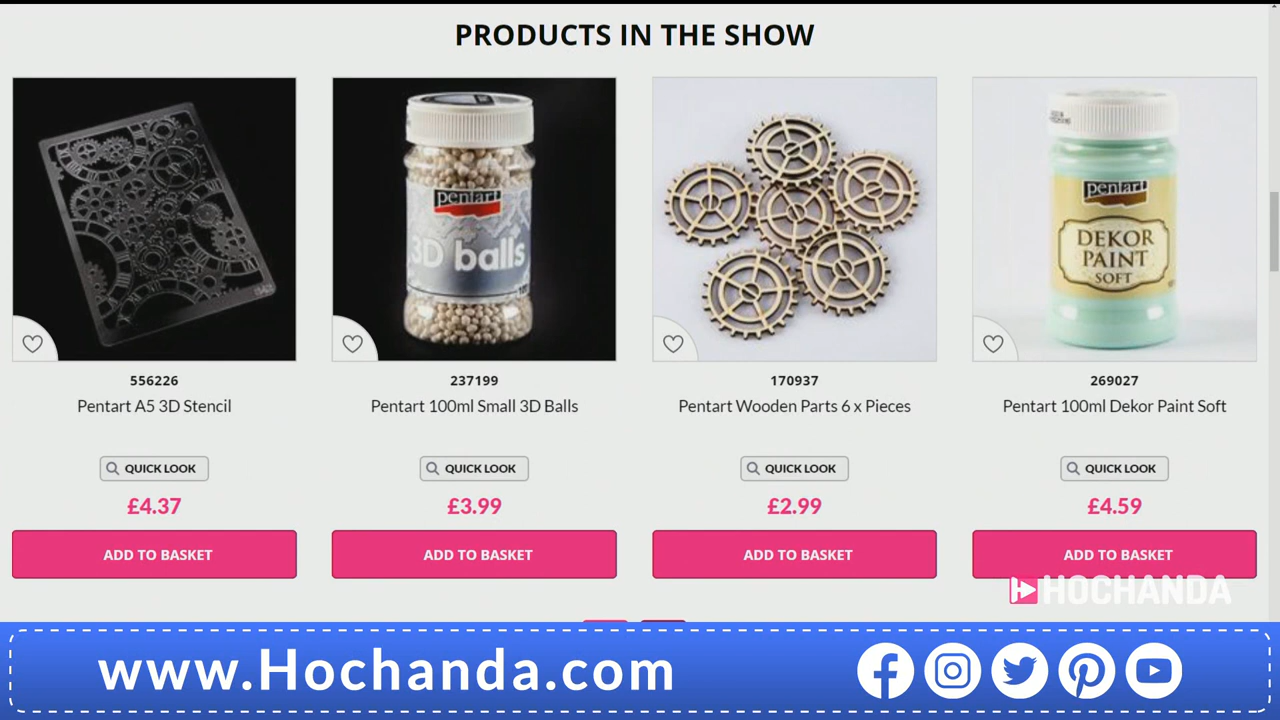 PRODUCTS IN THE SHOW
pentart
3D balls
pentart
DEKOR
PAINT
SOFT
556226
237199
170937
269027
Pentart A5 3D Stencil
Pentart 100ml Small 3D Balls
Pentart Wooden Parts 6 x Pieces
Pentart 100ml Dekor Paint Soft
QUICK LOOK
QUICK LOOK
QUICK LOOK
QUICK LOOK
£4.37
£3.99
£2.99
£4.59
ADD TO BASKET
ADD TO BASKET
ADD TO BASKET
ADD TO BASKET
HOCHANDA
www.Hochanda.com